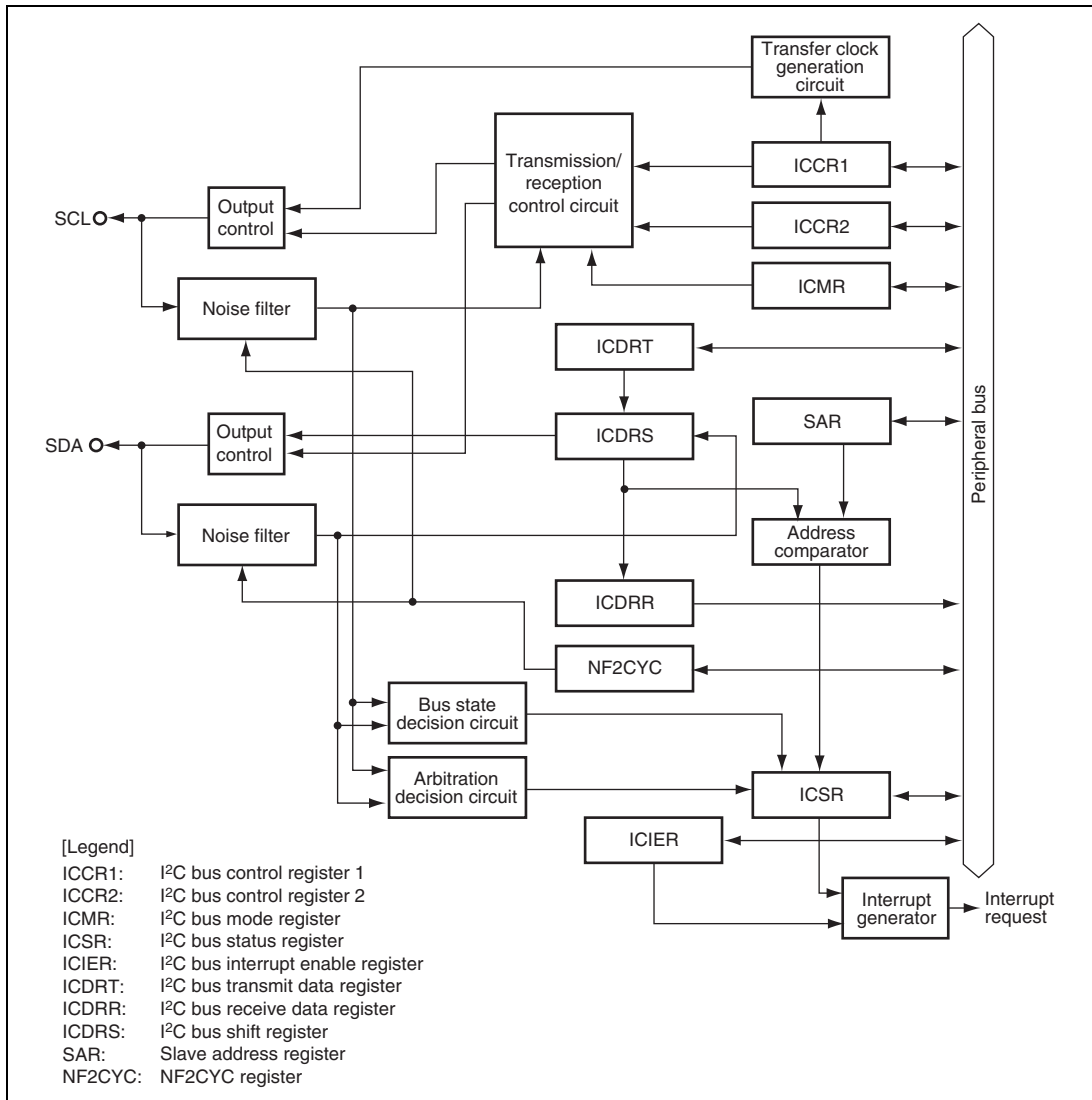 Transfer clock
generation
circuit
Transmission/
reception
control circuit
ICCR1
SCL
Output
control
ICCR2
Noise filter
ICMR
ICDRT
SDA
Output
control
ICDRS
SAR
Peripheral bus
Noise filter
Address
comparator
ICDRR
NF2CYC
Bus state
decision circuit
Arbitration
decision circuit
ICSR
ICIER
Interrupt
generator
Interrupt
request
[Legend]
ICCR1: I²C bus control register 1
ICCR2: I²C bus control register 2
ICMR: I²C bus mode register
ICSR: I²C bus status register
ICIER: I²C bus interrupt enable register
ICDRT: I²C bus transmit data register
ICDRR: I²C bus receive data register
ICDRS: I²C bus shift register
SAR: Slave address register
NF2CYC: NF2CYC register